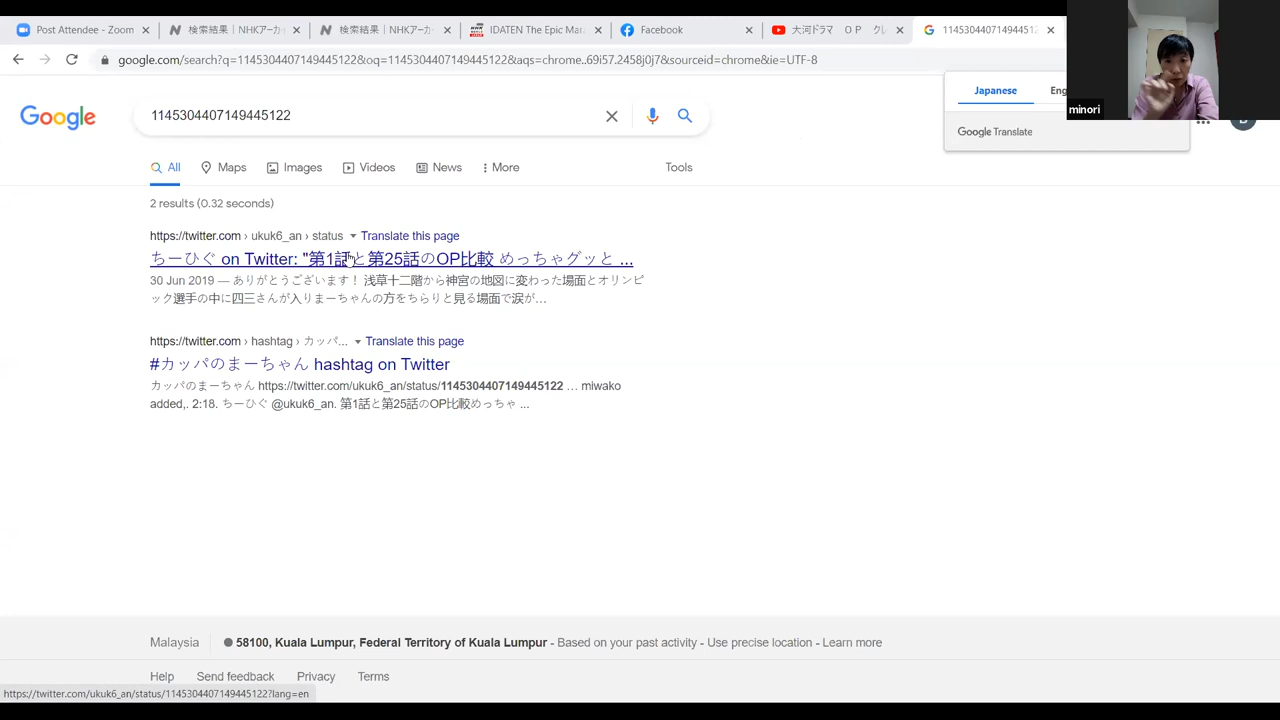 Post Attendee - Zoom
検索結果 | NHKアーカ
検索結果 | NHKアーカ
IDATEN The Epic Mar
Facebook
大河ドラマ　ＯＰ　クレ
11453044071494451
google.com/search?q=1145304407149445122&oq=1145304407149445122&aqs=chrome..69i57.2458j0j7&sourceid=chrome&ie=UTF-8
minori
Japanese
Eng
Google Translate
Google
1145304407149445122
All
Maps
Images
Videos
News
More
Tools
2 results (0.32 seconds)
https://twitter.com › ukuk6_an › status
Translate this page
ちーひぐ on Twitter: "第1話と第25話のOP比較 めっちゃグッと ...
30 Jun 2019 — ありがとうございます！ 浅草十二階から神宮の地図に変わった場面とオリンピ
ック選手の中に四三さんが入りまーちゃんの方をちらりと見る場面で涙が...
https://twitter.com › hashtag › カッパ...
Translate this page
#カッパのまーちゃん hashtag on Twitter
カッパのまーちゃん https://twitter.com/ukuk6_an/status/1145304407149445122 … miwako
added,. 2:18. ちーひぐ @ukuk6_an. 第1話と第25話のOP比較めっちゃ ...
Malaysia
58100, Kuala Lumpur, Federal Territory of Kuala Lumpur - Based on your past activity - Use precise location - Learn more
Help
Send feedback
Privacy
Terms
https://twitter.com/ukuk6_an/status/1145304407149445122?lang=en